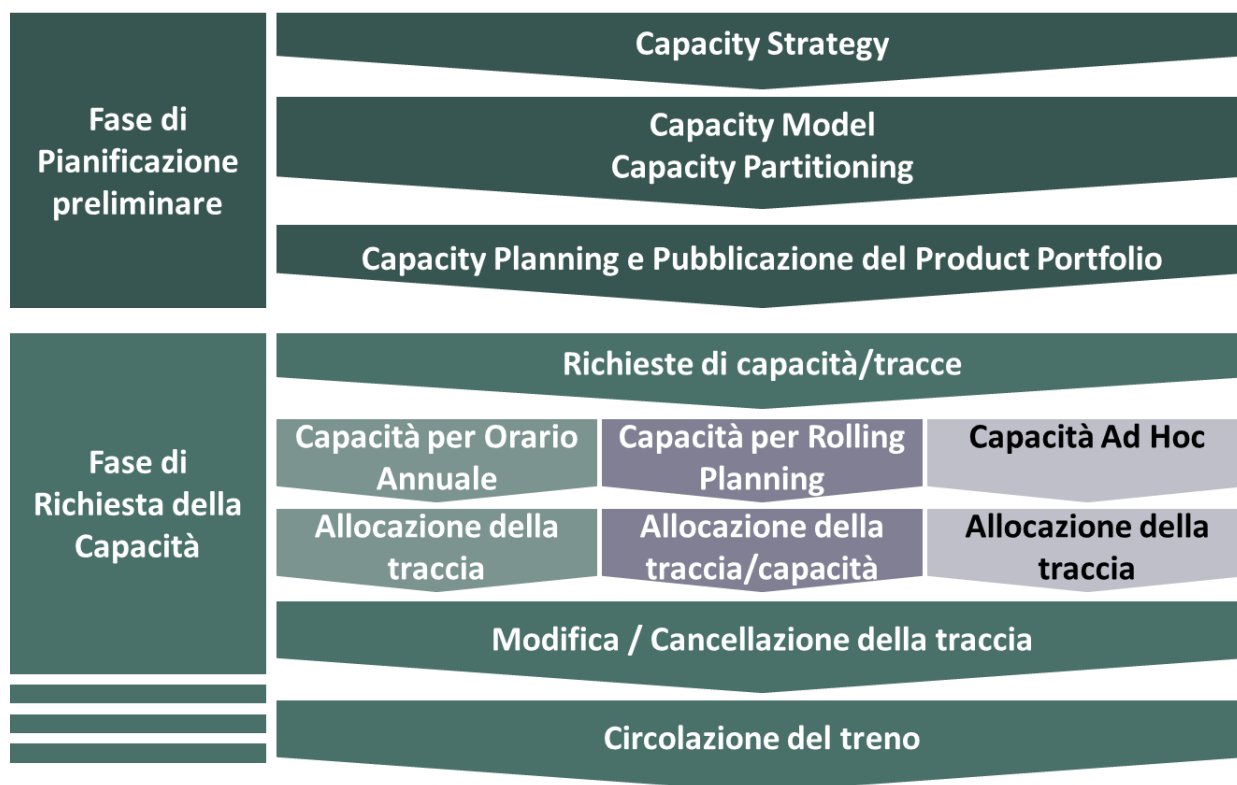 Capacity Strategy
Fase di
Pianificazione
preliminare
Capacity Model
Capacity Partitioning
Capacity Planning e Pubblicazione del Product Portfolio
Richieste di capacità/tracce
Fase di
Richiesta della
Capacità
Capacità per Orario
Annuale
Capacità per Rolling
Planning
Capacità Ad Hoc
Allocazione della
traccia
Allocazione della
traccia/capacità
Allocazione della
traccia
Modifica / Cancellazione della traccia
Circolazione del treno